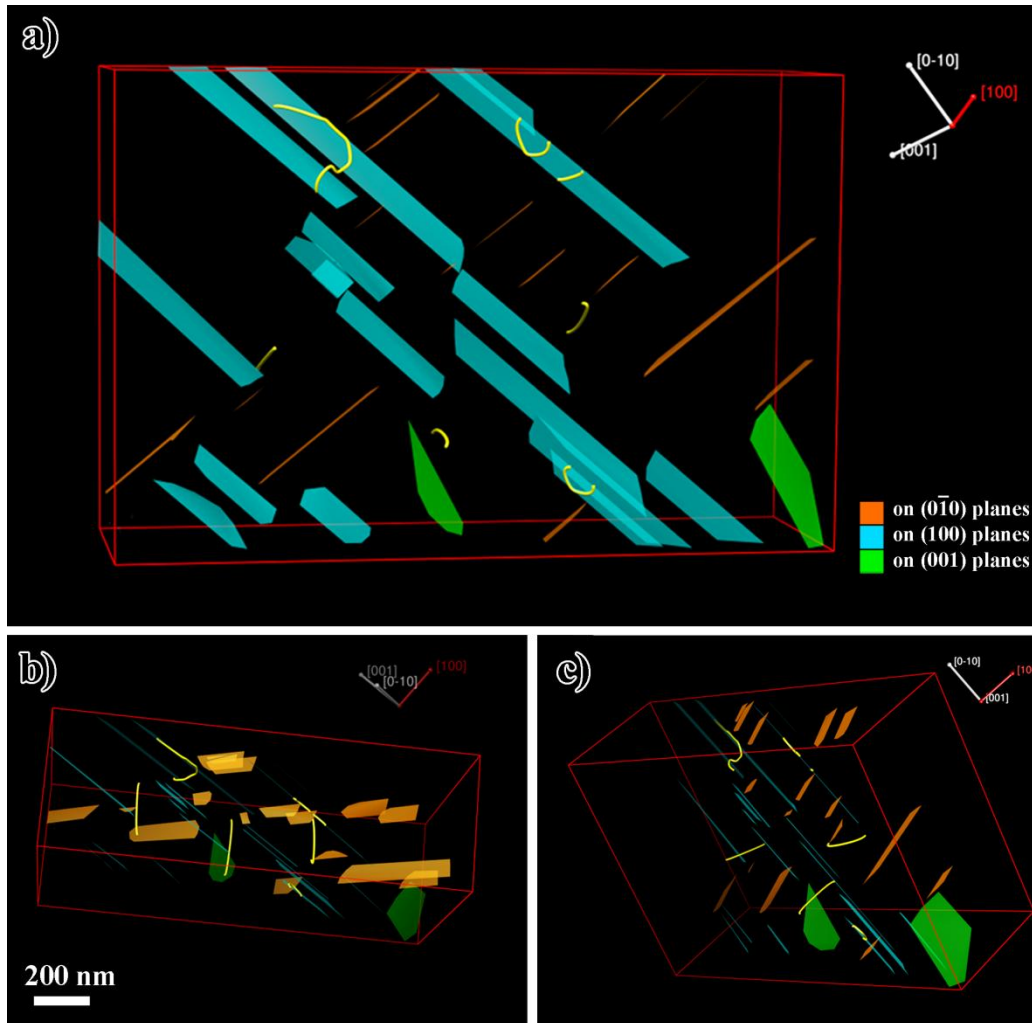 a)
[0-10]
[100]
[001]
on (01̅0) planes
on (100) planes
on (001) planes
b)
[001]
[0-10]
[100]
200 nm
c)
[0-10]
[10
[001]